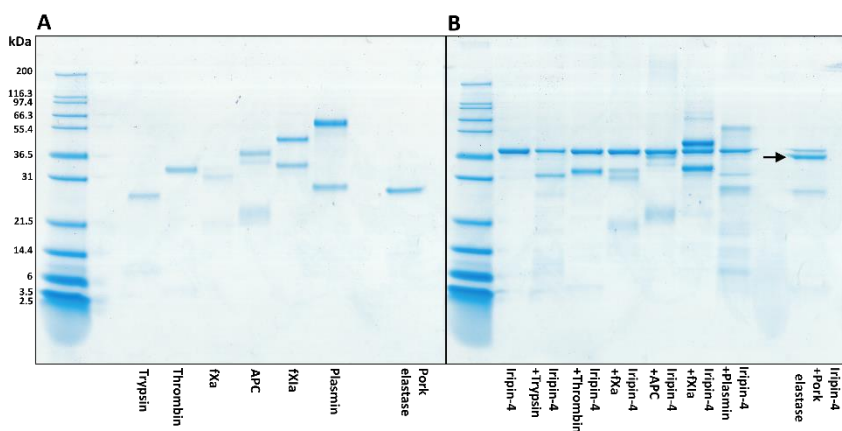 A
B
kDa
200
116.3
97.4
66.3
55.4
36.5
31
21.5
14.4
6
3.5
2.5
Trypsin
Thrombin
fXa
APC
fXIa
Plasmin
Pork
elastase
Iripin-4
Iripin-4
+Trypsin
Iripin-4
+Thrombin
Iripin-4
+fXa
Iripin-4
+APC
Iripin-4
+fXIa
Iripin-4
+Plasmin
Iripin-4
+Pork
elastase